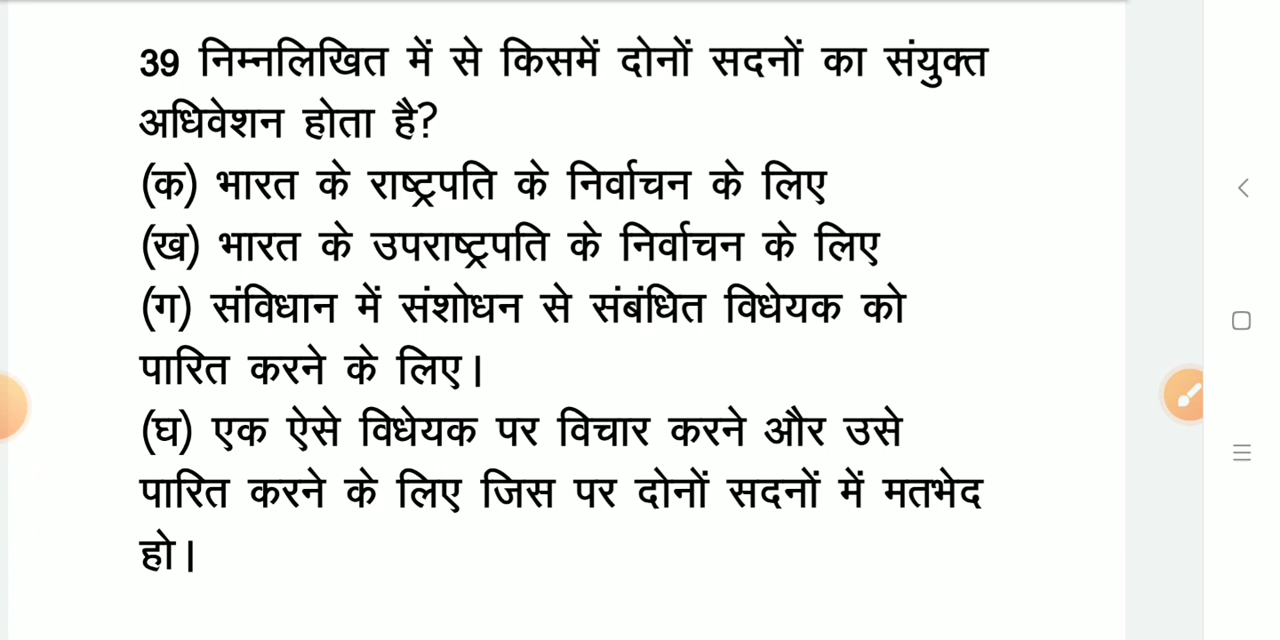 39 निम्नलिखित में से किसमें दोनों सदनों का संयुक्त
अधिवेशन होता है?
(क) भारत के राष्ट्रपति के निर्वाचन के लिए
(ख) भारत के उपराष्ट्रपति के निर्वाचन के लिए
(ग) संविधान में संशोधन से संबंधित विधेयक को
पारित करने के लिए।
(घ) एक ऐसे विधेयक पर विचार करने और उसे
पारित करने के लिए जिस पर दोनों सदनों में मतभेद
हो।